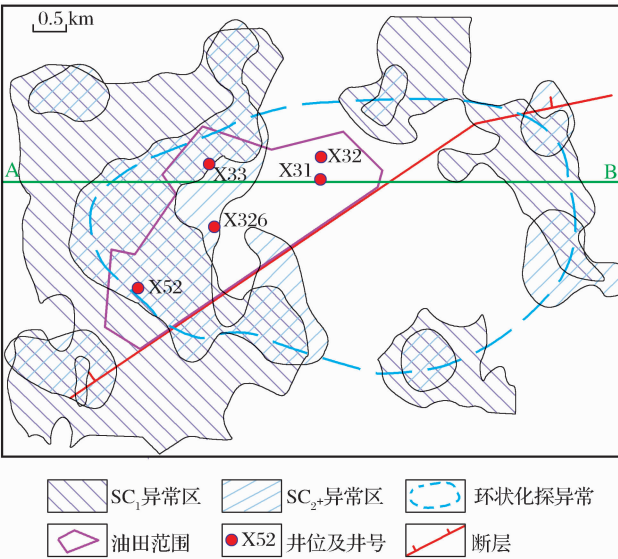 0.5 km
A
B
X33
X32
X31
X326
X52
SC₁异常区
SC₂₊异常区
环状化探异常
油田范围
X52 井位及井号
断层